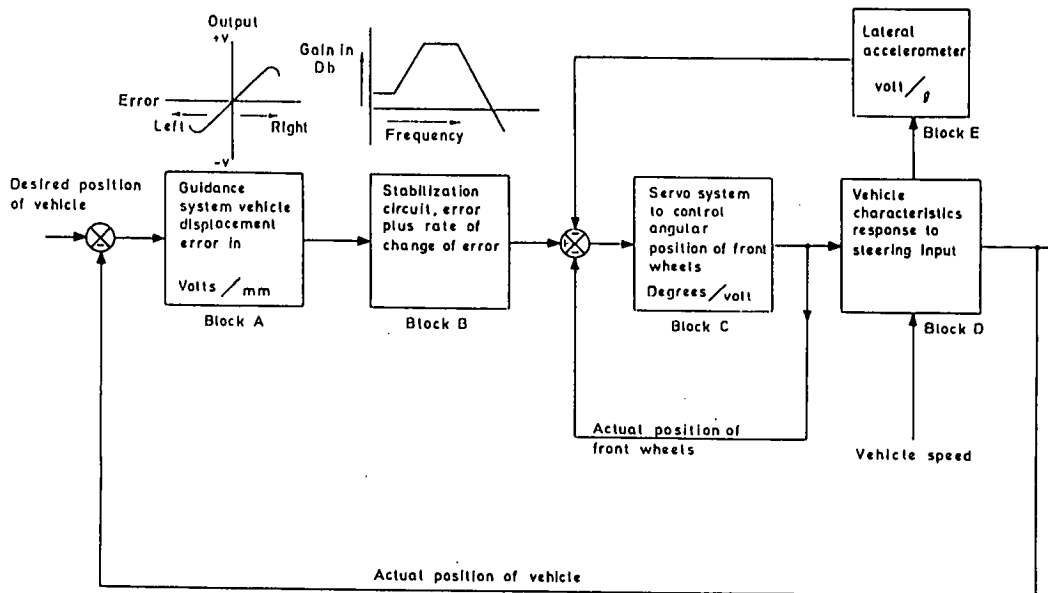 Output
+v
Error
Left
Right
-v
Gain in
Db
Frequency
Lateral
accelerometer
volt/g
Block E
Desired position
of vehicle
Guidance
system vehicle
displacement
error in
Volts/mm
Block A
Stabilization
circuit, error
plus rate of
change of error
Block B
Servo system
to control
angular
position of front
wheels
Degrees/volt
Block C
Vehicle
characteristics
response to
steering Input
Block D
Actual position of
front wheels
Vehicle speed
Actual position of vehicle